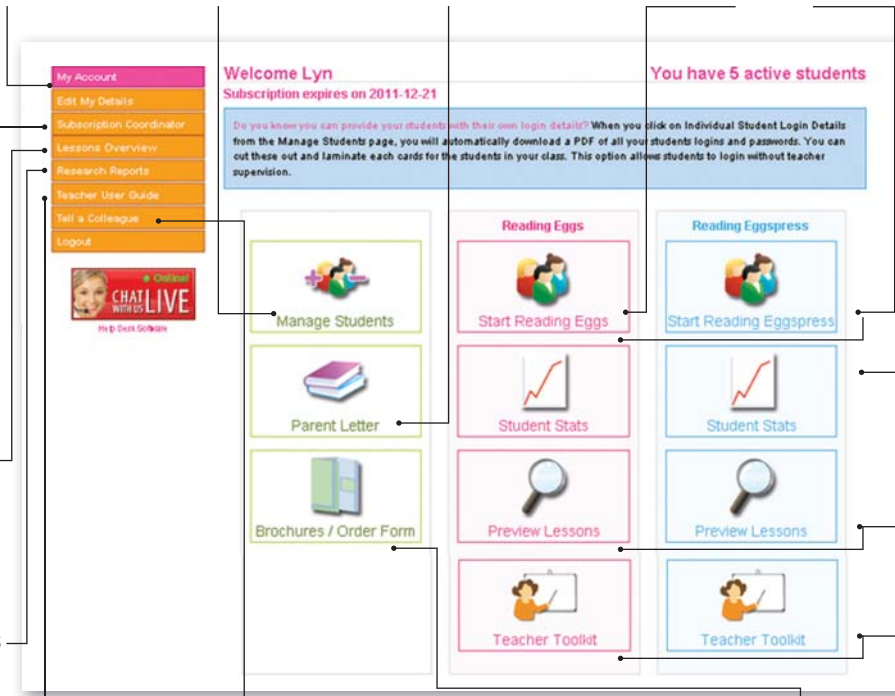 My Account
Edit My Details
Subscription Coordinator
Lessons Overview
Research Reports
Teacher User Guide
Tell a Colleague
Logout
Online!
CHAT
WITH US LIVE
Help Desk Software
Welcome Lyn
You have 5 active students
Subscription expires on 2011-12-21
Do you know you can provide your students with their own login details? When you click on Individual Student Login Details
from the Manage Students page, you will automatically download a PDF of all your students logins and passwords. You can
cut these out and laminate each cards for the students in your class. This option allows students to login without teacher
supervision.
Manage Students
Parent Letter
Brochures / Order Form
Reading Eggs
Start Reading Eggs
Student Stats
Preview Lessons
Teacher Toolkit
Reading Eggspress
Start Reading Eggspress
Student Stats
Preview Lessons
Teacher Toolkit